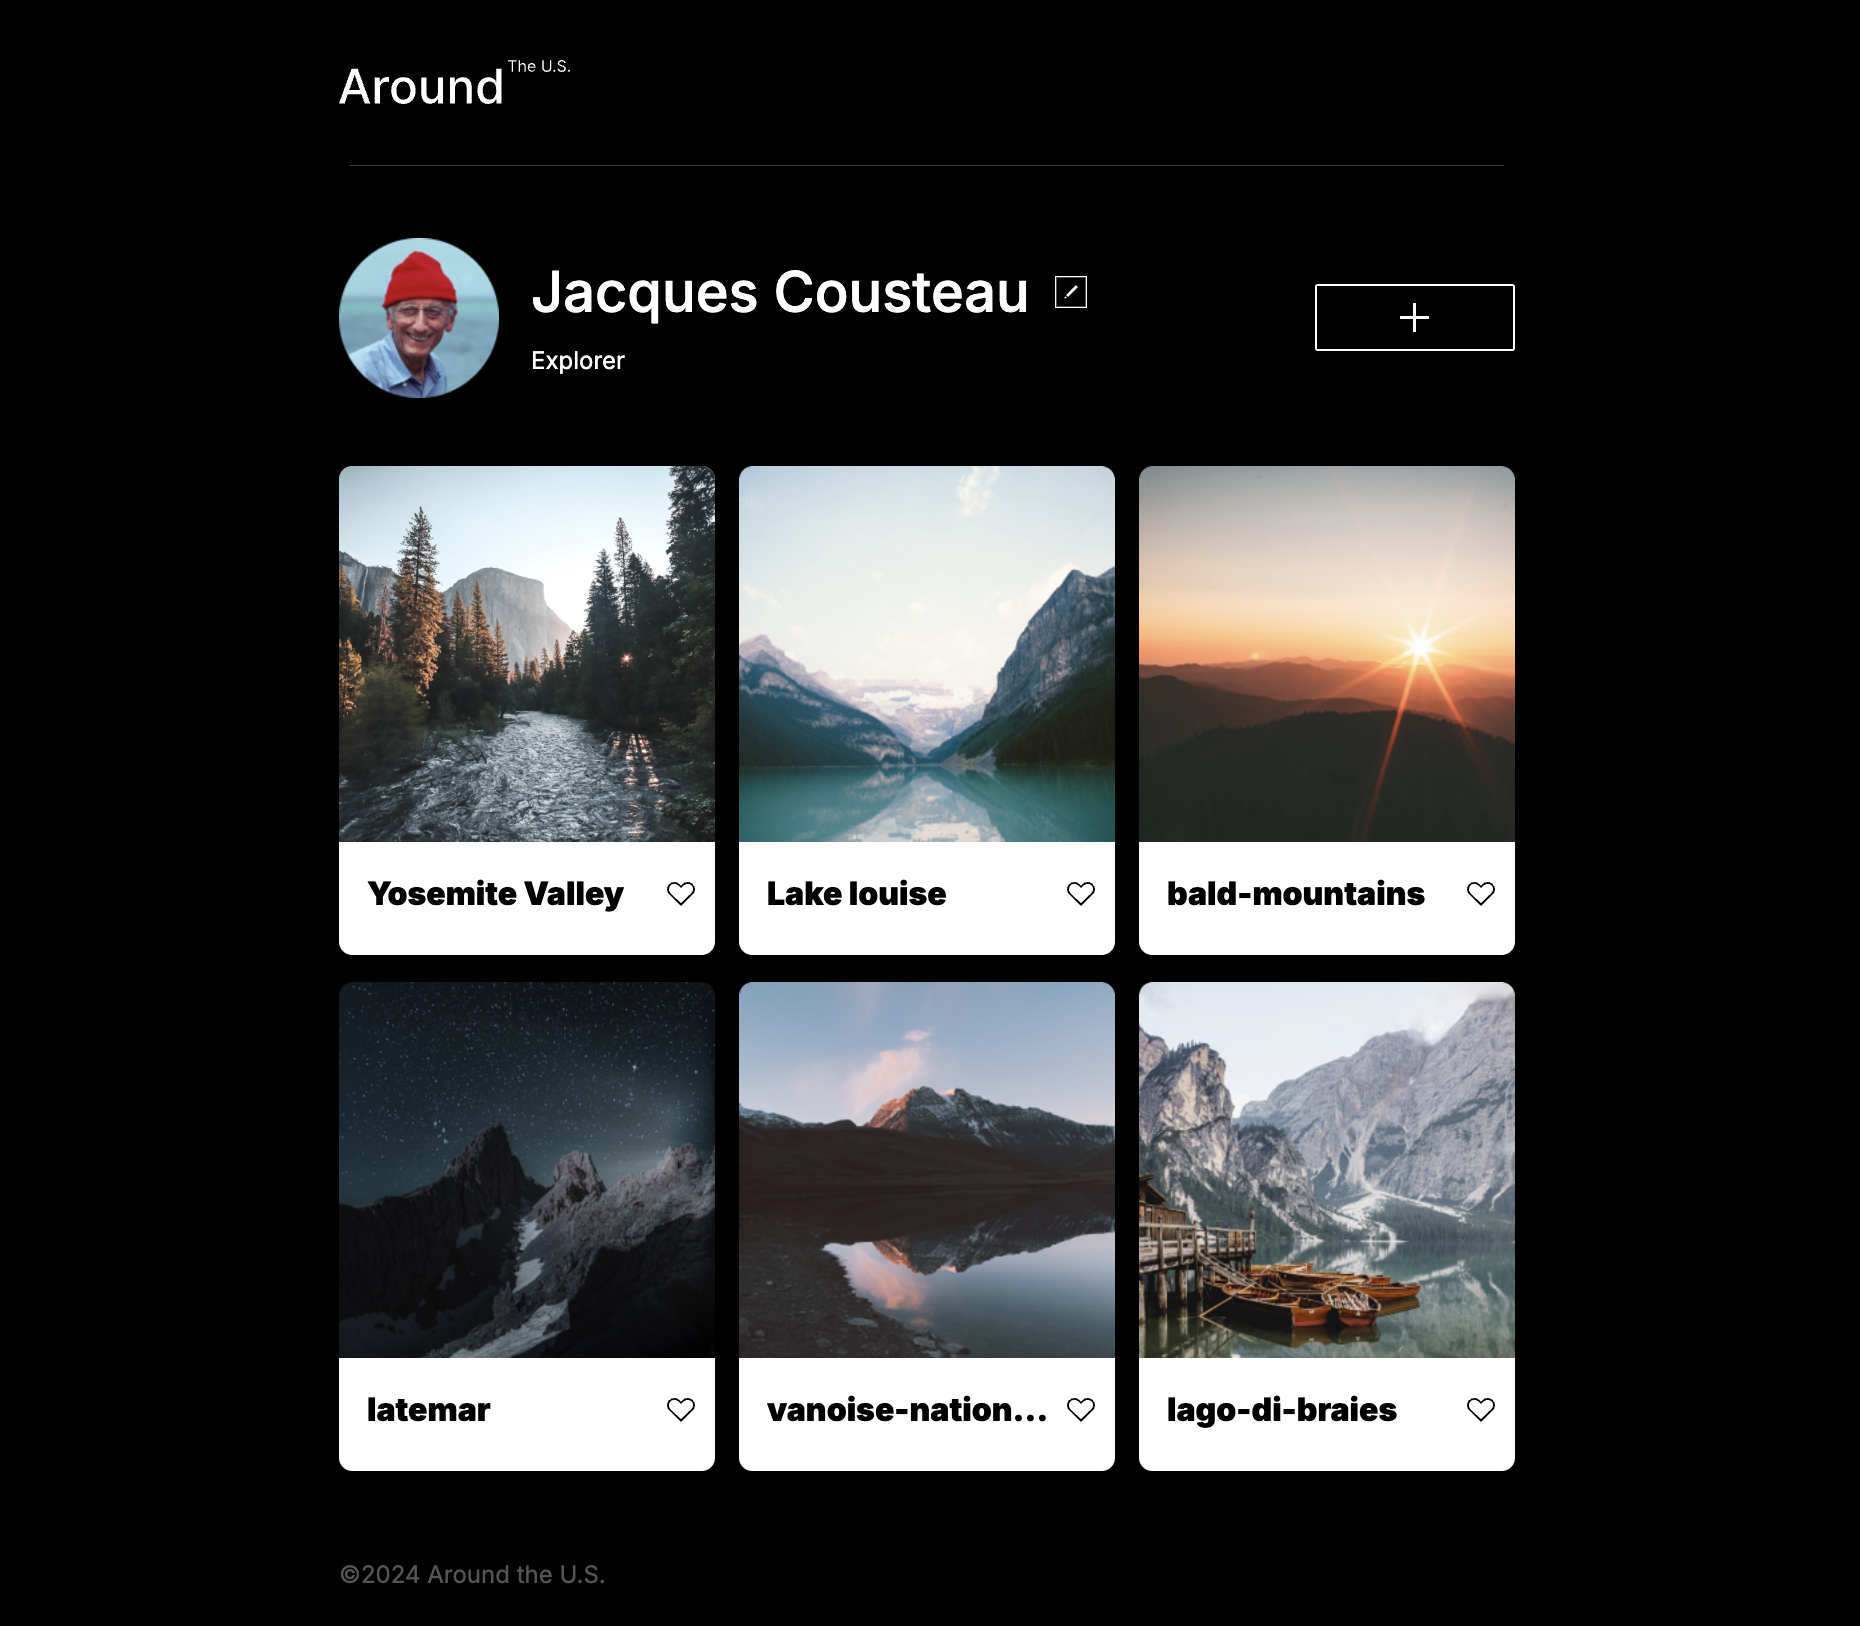 Around The U.S.
Jacques Cousteau
Explorer
Yosemite Valley
Lake louise
bald-mountains
latemar
vanoise-nation...
lago-di-braies
©2024 Around the U.S.